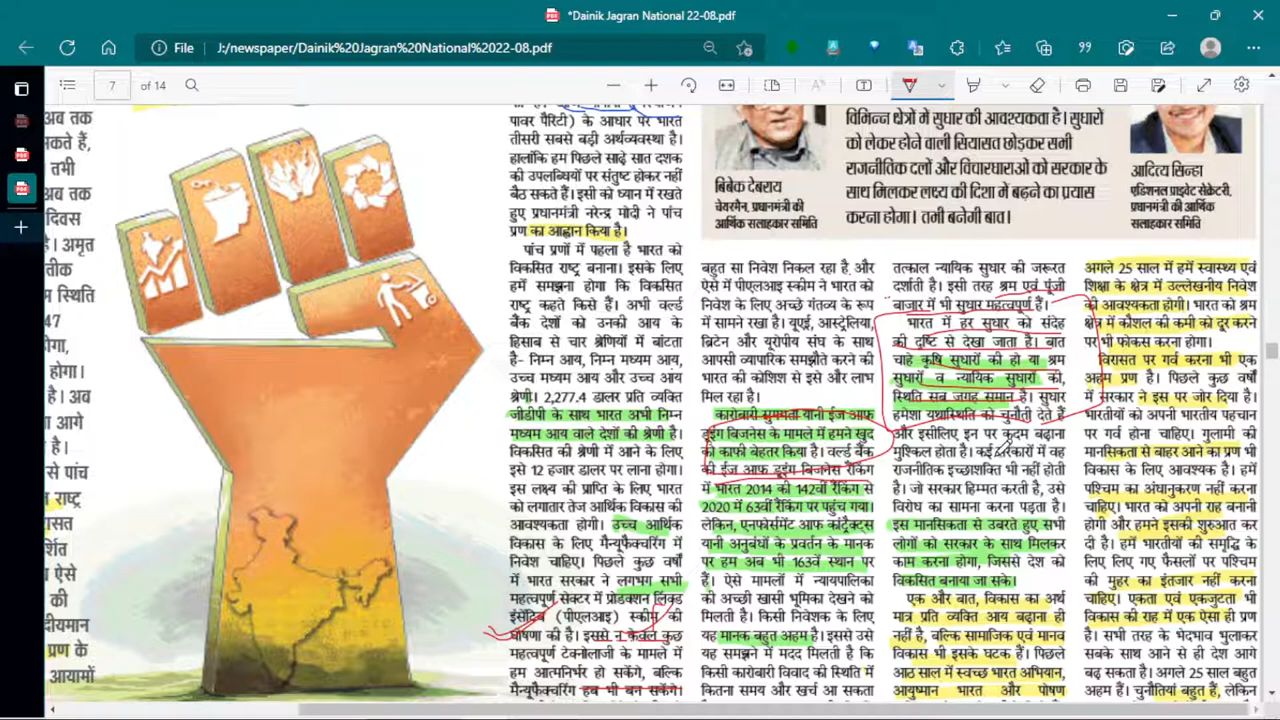 *Dainik Jagran National 22-08.pdf
File
J:/newspaper/Dainik%20Jagran%20National%2022-08.pdf
7
of 14
अब तक
कते हैं,
तभी
अब तक
दिवस
है। अमृत
तीक
म स्थिति
47
होगा,
होगा।
है। अब
आगे
है।
से पांच
राष्ट्र
रासत
र्शित
ऐसे
की
दीयमान
प्रण के
आयामों
पावर पैरिटी) के आधार पर भारत
तीसरी सबसे बड़ी अर्थव्यवस्था है।
हालांकि हम पिछले साढ़े सात दशक
की उपलब्धियों पर संतुष्ट होकर नहीं
बैठ सकते हैं। इसी को ध्यान में रखते
हुए प्रधानमंत्री नरेन्द्र मोदी ने पांच
प्रण का आह्वान किया है।
पांच प्रणों में पहला है भारत को
विकसित राष्ट्र बनाना। इसके लिए
हमें समझना होगा कि विकसित
राष्ट्र कहते किसे हैं। अभी वर्ल्ड
बैंक देशों को उनकी आय के
हिसाब से चार श्रेणियों में बांटता
है- निम्न आय, निम्न मध्यम आय,
उच्च मध्यम आय और उच्च आय
श्रेणी। 2,277.4 डालर प्रति व्यक्ति
जीडीपी के साथ भारत अभी निम्न
मध्यम आय वाले देशों की श्रेणी है।
विकसित की श्रेणी में आने के लिए
इसे 12 हजार डालर पर लाना होगा।
इस लक्ष्य की प्राप्ति के लिए भारत
को लगातार तेज आर्थिक विकास की
आवश्यकता होगी। उच्च आर्थिक
विकास के लिए मैन्यूफैक्चरिंग में
निवेश चाहिए। पिछले कुछ वर्षों
में भारत सरकार ने लगभग सभी
महत्वपूर्ण सेक्टर में प्रोडक्शन लिंक्ड
इंसेंटिव (पीएलआइ) स्कीम की
घोषणा की है। इससे न केवल कुछ
महत्वपूर्ण टेक्नोलाजी के मामले में
हम आत्मनिर्भर हो सकेंगे, बल्कि
मैन्यूफैक्चरिंग हब भी बन सकेंगे।
बिबेक देबराय
चेयरमैन, प्रधानमंत्री की
आर्थिक सलाहकार समिति
विभिन्न क्षेत्रों में सुधार की आवश्यकता है। सुधारों
को लेकर होने वाली सियासत छोड़कर सभी
राजनीतिक दलों और विचारधाराओं को सरकार के
साथ मिलकर लक्ष्य की दिशा में बढ़ने का प्रयास
करना होगा। तभी बनेगी बात।
आदित्य सिन्हा
एडिशनल प्राइवेट सेक्रेटरी,
प्रधानमंत्री की आर्थिक
सलाहकार समिति
बहुत सा निवेश निकल रहा है और
ऐसे में पीएलआइ स्कीम ने भारत को
निवेश के लिए अच्छे गंतव्य के रूप
में सामने रखा है। यूएई, आस्ट्रेलिया,
ब्रिटेन और यूरोपीय संघ के साथ
आपसी व्यापारिक समझौते करने की
भारत की कोशिश से इसे और लाभ
मिल रहा है।
कारोबारी सुगमता यानी ईज आफ
डूइंग बिजनेस के मामले में हमने खुद
को काफी बेहतर किया है। वर्ल्ड बैंक
की ईज आफ डूइंग बिजनेस रैंकिंग
में भारत 2014 की 142वीं रैंकिंग से
2020 में 63वीं रैंकिंग पर पहुंच गया।
लेकिन, एनफोर्समेंट आफ कांट्रैक्ट्स
यानी अनुबंधों के प्रवर्तन के मानक
पर हम अब भी 163वें स्थान पर
हैं। ऐसे मामलों में न्यायपालिका
की अच्छी खासी भूमिका देखने को
मिलती है। किसी निवेशक के लिए
यह मानक बहुत अहम है। इससे उसे
यह समझने में मदद मिलती है कि
किसी कारोबारी विवाद की स्थिति में
कितना समय और खर्च आ सकता
तत्काल न्यायिक सुधार की जरूरत
दर्शाती है। इसी तरह श्रम एवं पूंजी
बाजार में भी सुधार महत्वपूर्ण हैं।
भारत में हर सुधार को संदेह
की दृष्टि से देखा जाता है। बात
चाहे कृषि सुधारों की हो या श्रम
सुधारों व न्यायिक सुधारों की,
स्थिति सब जगह समान है। सुधार
हमेशा यथास्थिति को चुनौती देते हैं
और इसीलिए इन पर कदम बढ़ाना
मुश्किल होता है। कई सरकारों में वह
राजनीतिक इच्छाशक्ति भी नहीं होती
है। जो सरकार हिम्मत करती है, उसे
विरोध का सामना करना पड़ता है।
इस मानसिकता से उबरते हुए सभी
लोगों को सरकार के साथ मिलकर
काम करना होगा, जिससे देश को
विकसित बनाया जा सके।
एक और बात, विकास का अर्थ
मात्र प्रति व्यक्ति आय बढ़ाना ही
नहीं है, बल्कि सामाजिक एवं मानव
विकास भी इसके घटक हैं। पिछले
आठ साल में स्वच्छ भारत अभियान,
आयुष्मान भारत और पोषण
अगले 25 साल में हमें स्वास्थ्य एवं
शिक्षा के क्षेत्र में उल्लेखनीय निवेश
की आवश्यकता होगी। भारत को श्रम
क्षेत्र में कौशल की कमी को दूर करने
पर भी फोकस करना होगा।
विरासत पर गर्व करना भी एक
अहम प्रण है। पिछले कुछ वर्षों
में सरकार ने इस पर जोर दिया है।
भारतीयों को अपनी भारतीय पहचान
पर गर्व होना चाहिए। गुलामी की
मानसिकता से बाहर आने का प्रण भी
विकास के लिए आवश्यक है। हमें
पश्चिम का अंधानुकरण नहीं करना
चाहिए। भारत को अपनी राह बनानी
होगी और हमने इसकी शुरुआत कर
दी है। हमें भारतीयों की समृद्धि के
लिए लिए गए फैसलों पर पश्चिम
की मुहर का इंतजार नहीं करना
चाहिए। एकता एवं एकजुटता भी
विकास की राह में एक ऐसा ही प्रण
है। सभी तरह के भेदभाव भुलाकर
सबके साथ आने से ही देश आगे
बढ़ सकता है। अगले 25 साल बहुत
अहम हैं। चुनौतियां बहुत हैं, लेकिन